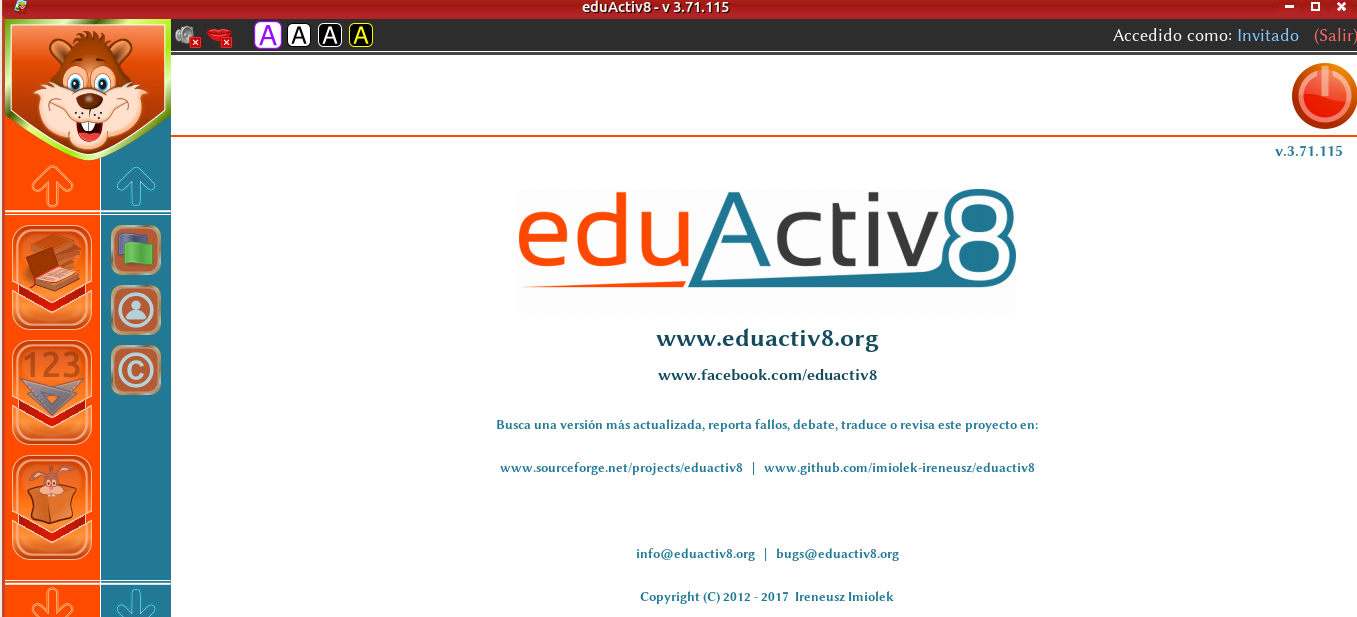 eduActiv8 - v 3.71.115
A A A A
Accedido como: Invitado (Salir)
v.3.71.115
eduActiv8
www.eduactiv8.org
www.facebook.com/eduactiv8
123
©
Busca una versión más actualizada, reporta fallos, debate, traduce o revisa este proyecto en:
www.sourceforge.net/projects/eduactiv8 | www.github.com/imiolek-ireneusz/eduactiv8
info@eduactiv8.org | bugs@eduactiv8.org
Copyright (C) 2012 - 2017 Ireneusz Imiolek